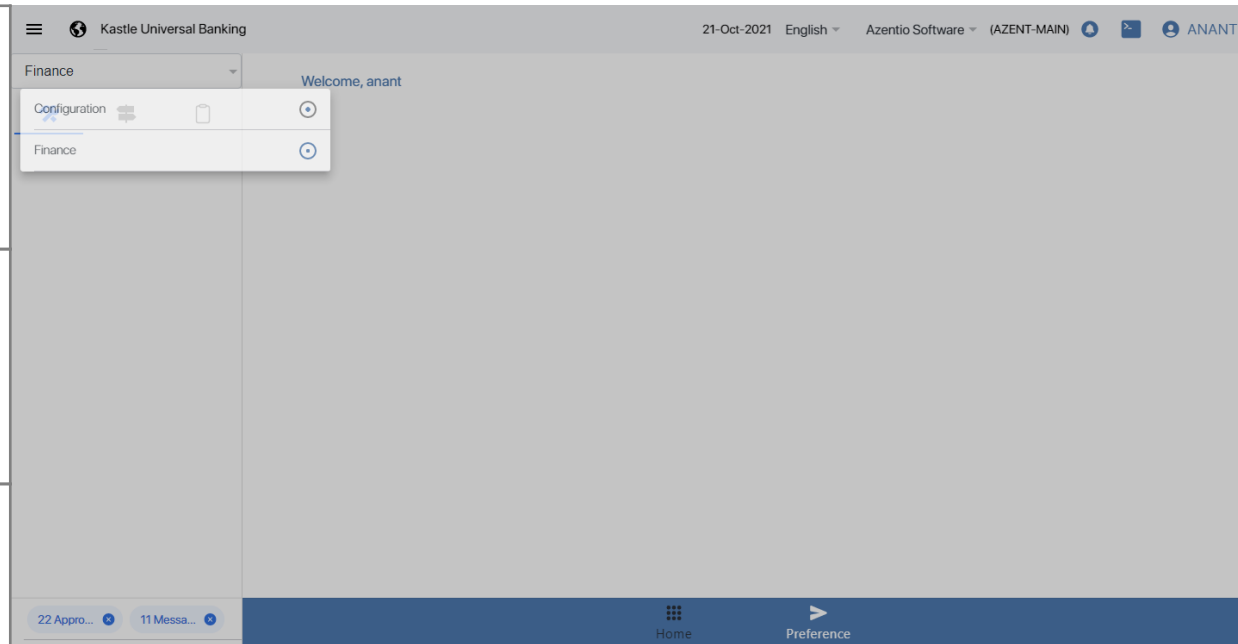 Kastle Universal Banking
21-Oct-2021 English Azentio Software (AZENT-MAIN) ANANT
Finance
Welcome, anant
Configuration
Finance
22 Appro... 11 Messa...
Home Preference